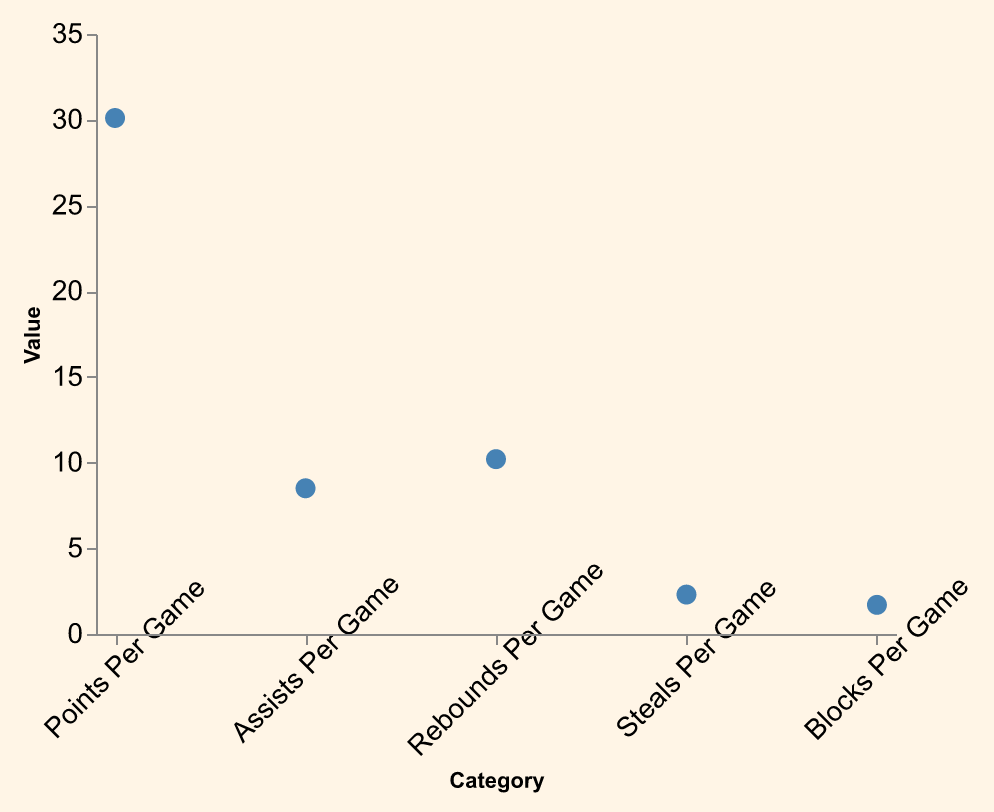 35
30
25
20
15
10
5
0
Value
Points Per Game
Assists Per Game
Rebounds Per Game
Steals Per Game
Blocks Per Game
Category